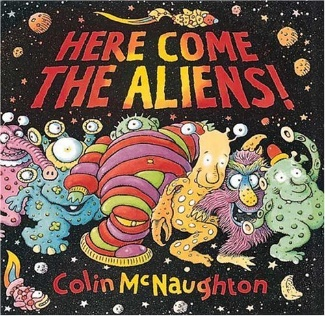 HERE COME
THE ALIENS!
Colin McNaughton